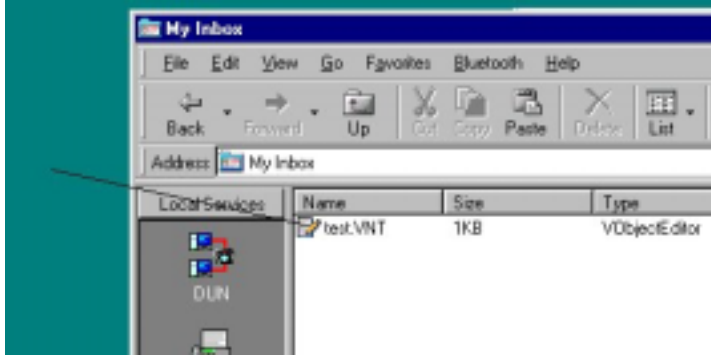 My Inbox
File Edit View Go Favorites Bluetooth Help
Back Forward Up Cut Copy Paste Delete List
Address My Inbox
Local Services Name Size Type
test.VNT 1KB VObjectEditor
DUN